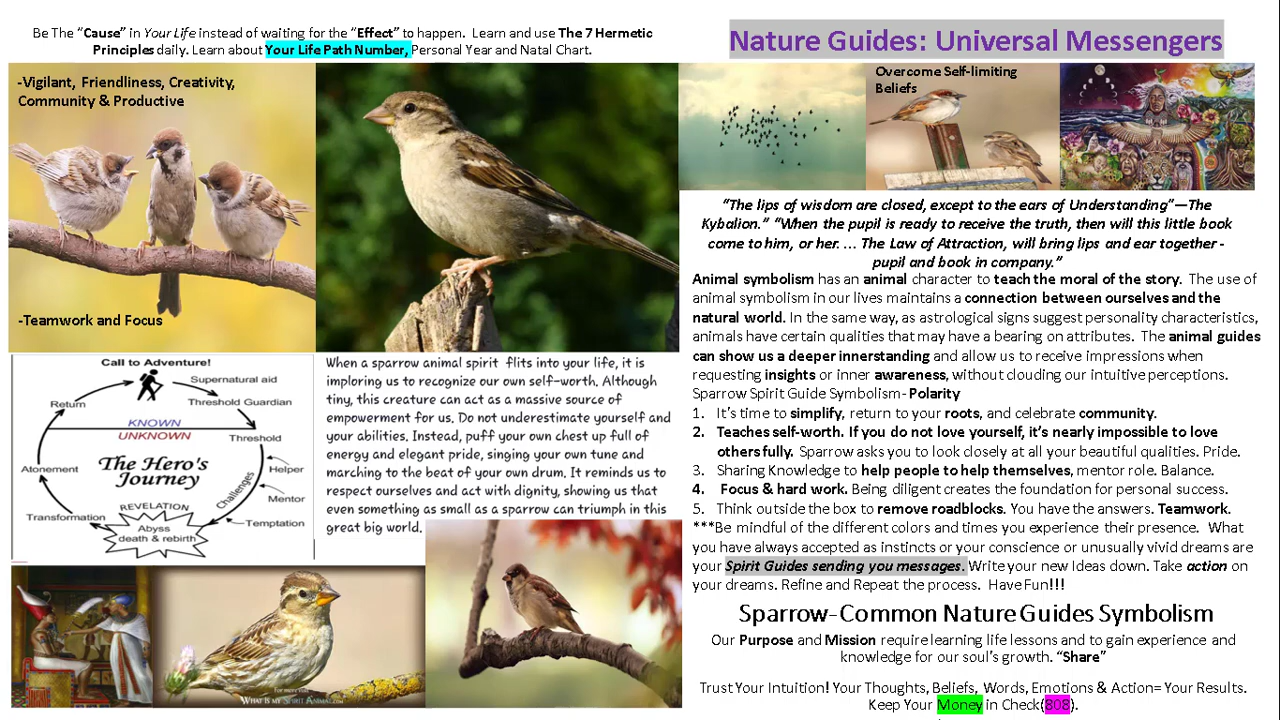 Be The “Cause” in Your Life instead of waiting for the “Effect” to happen. Learn and use The 7 Hermetic
Principles daily. Learn about Your Life Path Number, Personal Year and Natal Chart.
Nature Guides: Universal Messengers
-Vigilant, Friendliness, Creativity,
Community & Productive
-Teamwork and Focus
Overcome Self-limiting
Beliefs
“The lips of wisdom are closed, except to the ears of Understanding”—The
Kybalion.” “When the pupil is ready to receive the truth, then will this little book
come to him, or her. … The Law of Attraction, will bring lips and ear together -
pupil and book in company.”
Animal symbolism has an animal character to teach the moral of the story. The use of
animal symbolism in our lives maintains a connection between ourselves and the
natural world. In the same way, as astrological signs suggest personality characteristics,
animals have certain qualities that may have a bearing on attributes. The animal guides
can show us a deeper innerstanding and allow us to receive impressions when
requesting insights or inner awareness, without clouding our intuitive perceptions.
Sparrow Spirit Guide Symbolism- Polarity
1. It’s time to simplify, return to your roots, and celebrate community.
2. Teaches self-worth. If you do not love yourself, it’s nearly impossible to love
others fully. Sparrow asks you to look closely at all your beautiful qualities. Pride.
3. Sharing Knowledge to help people to help themselves, mentor role. Balance.
4. Focus & hard work. Being diligent creates the foundation for personal success.
5. Think outside the box to remove roadblocks. You have the answers. Teamwork.
***Be mindful of the different colors and times you experience their presence. What
you have always accepted as instincts or your conscience or unusually vivid dreams are
your Spirit Guides sending you messages. Write your new Ideas down. Take action on
your dreams. Refine and Repeat the process. Have Fun!!!
Sparrow-Common Nature Guides Symbolism
Our Purpose and Mission require learning life lessons and to gain experience and
knowledge for our soul’s growth. “Share”
Trust Your Intuition! Your Thoughts, Beliefs, Words, Emotions & Action= Your Results.
Keep Your Money in Check(808).
Call to Adventure!
Supernatural aid
Threshold Guardian
Return
KNOWN
UNKNOWN
Threshold
The Hero's
Journey
Helper
Atonement
Challenges
Mentor
REVELATION
Transformation
Temptation
Abyss
death & rebirth
When a sparrow animal spirit flits into your life, it is
imploring us to recognize our own self-worth. Although
tiny, this creature can act as a massive source of
empowerment for us. Do not underestimate yourself and
your abilities. Instead, puff your own chest up full of
energy and elegant pride, singing your own tune and
marching to the beat of your own drum. It reminds us to
respect ourselves and act with dignity, showing us that
even something as small as a sparrow can triumph in this
great big world.
For more visit
WHAT IS MY SPIRIT ANIMAL.COM